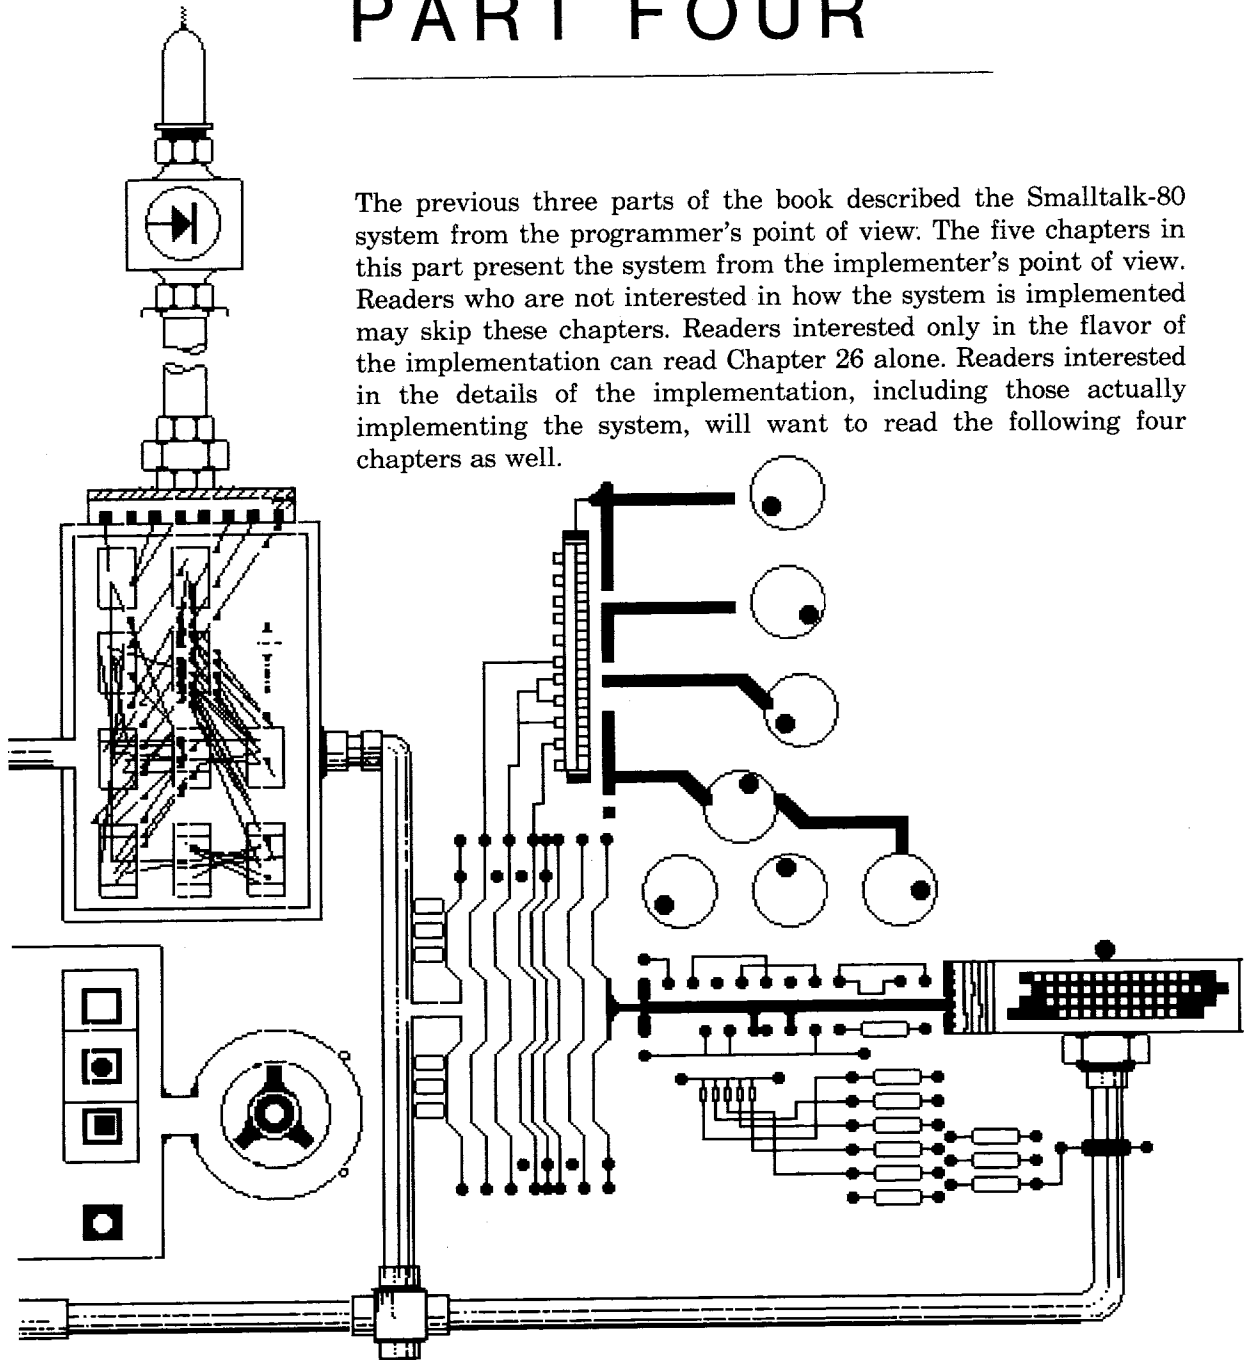 PART FOUR
The previous three parts of the book described the Smalltalk-80
system from the programmer's point of view. The five chapters in
this part present the system from the implementer's point of view.
Readers who are not interested in how the system is implemented
may skip these chapters. Readers interested only in the flavor of
the implementation can read Chapter 26 alone. Readers interested
in the details of the implementation, including those actually
implementing the system, will want to read the following four
chapters as well.